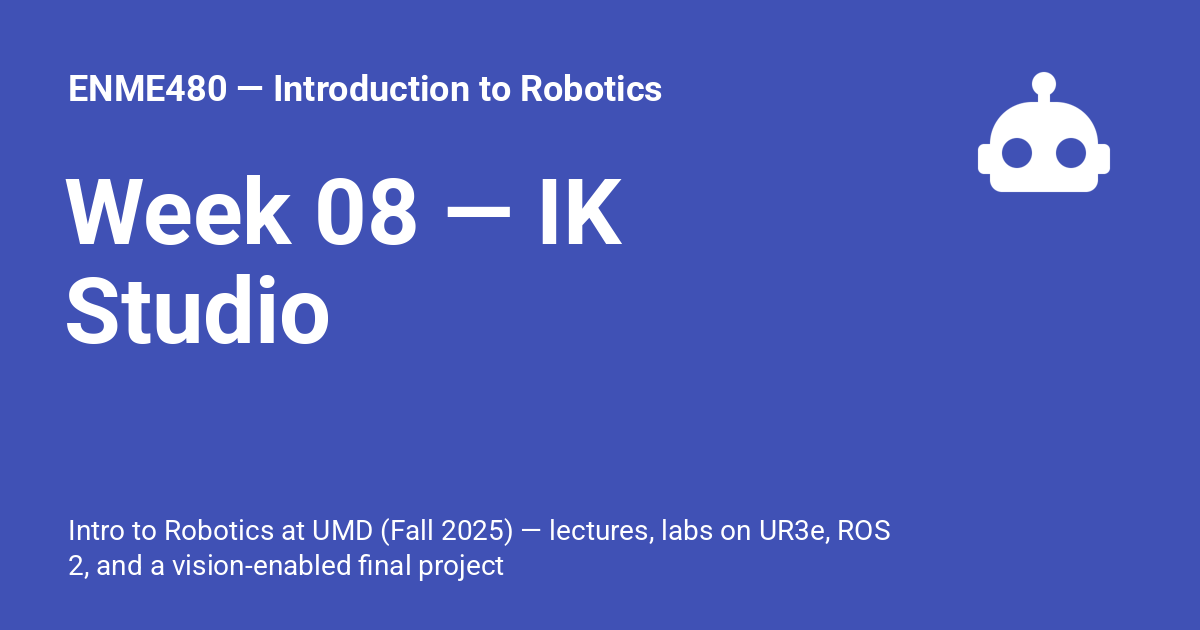 ENME480 — Introduction to Robotics
Week 08 — IK
Studio
Intro to Robotics at UMD (Fall 2025) — lectures, labs on UR3e, ROS
2, and a vision-enabled final project